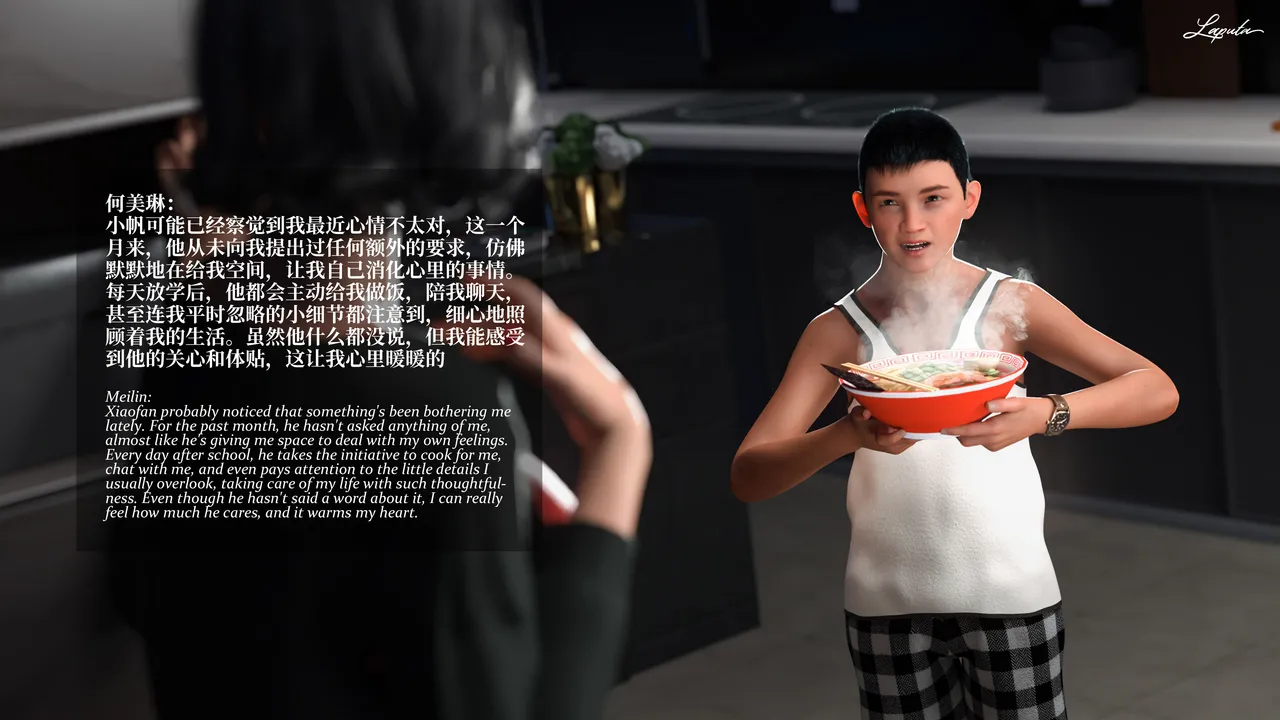 Laputa
何美琳：
小帆可能已经察觉到我最近心情不太对，这一个
月来，他从未向我提出过任何额外的要求，仿佛
默默地在给我空间，让我自己消化心里的事情。
每天放学后，他都会主动给我做饭，陪我聊天，
甚至连我平时忽略的小细节都注意到，细心地照
顾着我的生活。虽然他什么都没说，但我能感受
到他的关心和体贴，这让我心里暖暖的
Meilin:
Xiaofan probably noticed that something's been bothering me
lately. For the past month, he hasn't asked anything of me,
almost like he's giving me space to deal with my own feelings.
Every day after school, he takes the initiative to cook for me,
chat with me, and even pays attention to the little details I
usually overlook, taking care of my life with such thoughtful-
ness. Even though he hasn't said a word about it, I can really
feel how much he cares, and it warms my heart.